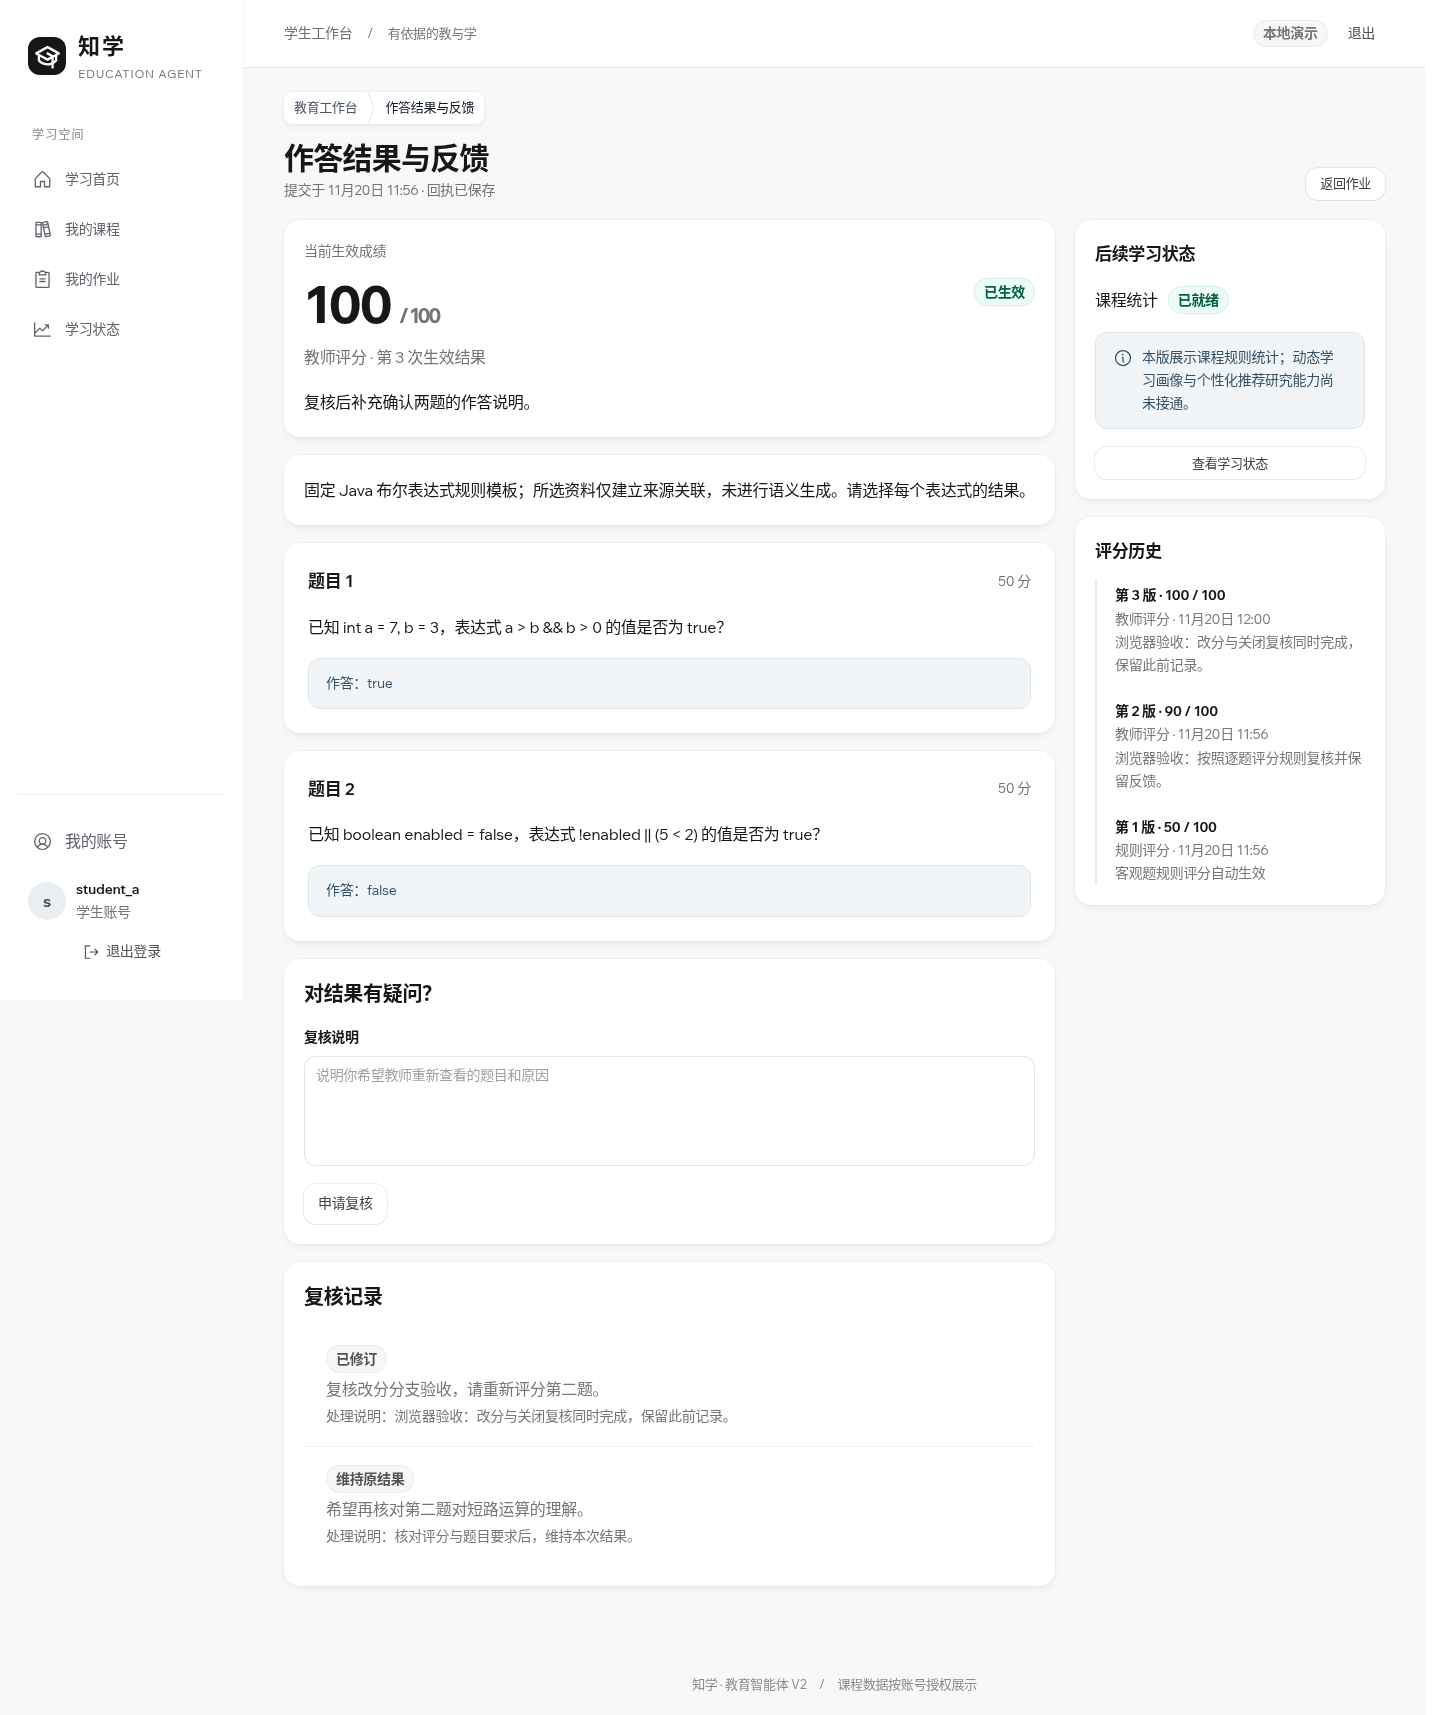 知学
EDUCATION AGENT
学习空间
学习首页
我的课程
我的作业
学习状态
我的账号
s
student_a
学生账号
退出登录
学生工作台 / 有依据的教与学
本地演示
退出
教育工作台
作答结果与反馈
作答结果与反馈
提交于 11月20日 11:56 · 回执已保存
返回作业
当前生效成绩
100 / 100
已生效
教师评分 · 第 3 次生效结果
复核后补充确认两题的作答说明。
固定 Java 布尔表达式规则模板；所选资料仅建立来源关联，未进行语义生成。请选择每个表达式的结果。
题目 1
50 分
已知 int a = 7, b = 3，表达式 a > b && b > 0 的值是否为 true？
作答：true
题目 2
50 分
已知 boolean enabled = false，表达式 !enabled || (5 < 2) 的值是否为 true？
作答：false
对结果有疑问？
复核说明
说明你希望教师重新查看的题目和原因
申请复核
复核记录
已修订
复核改分分支验收，请重新评分第二题。
处理说明：浏览器验收：改分与关闭复核同时完成，保留此前记录。
维持原结果
希望再核对第二题对短路运算的理解。
处理说明：核对评分与题目要求后，维持本次结果。
后续学习状态
课程统计 已就绪
本版展示课程规则统计；动态学
习画像与个性化推荐研究能力尚
未接通。
查看学习状态
评分历史
第 3 版 · 100 / 100
教师评分 · 11月20日 12:00
浏览器验收：改分与关闭复核同时完成，
保留此前记录。
第 2 版 · 90 / 100
教师评分 · 11月20日 11:56
浏览器验收：按照逐题评分规则复核并保
留反馈。
第 1 版 · 50 / 100
规则评分 · 11月20日 11:56
客观题规则评分自动生效
知学 · 教育智能体 V2 / 课程数据按账号授权展示